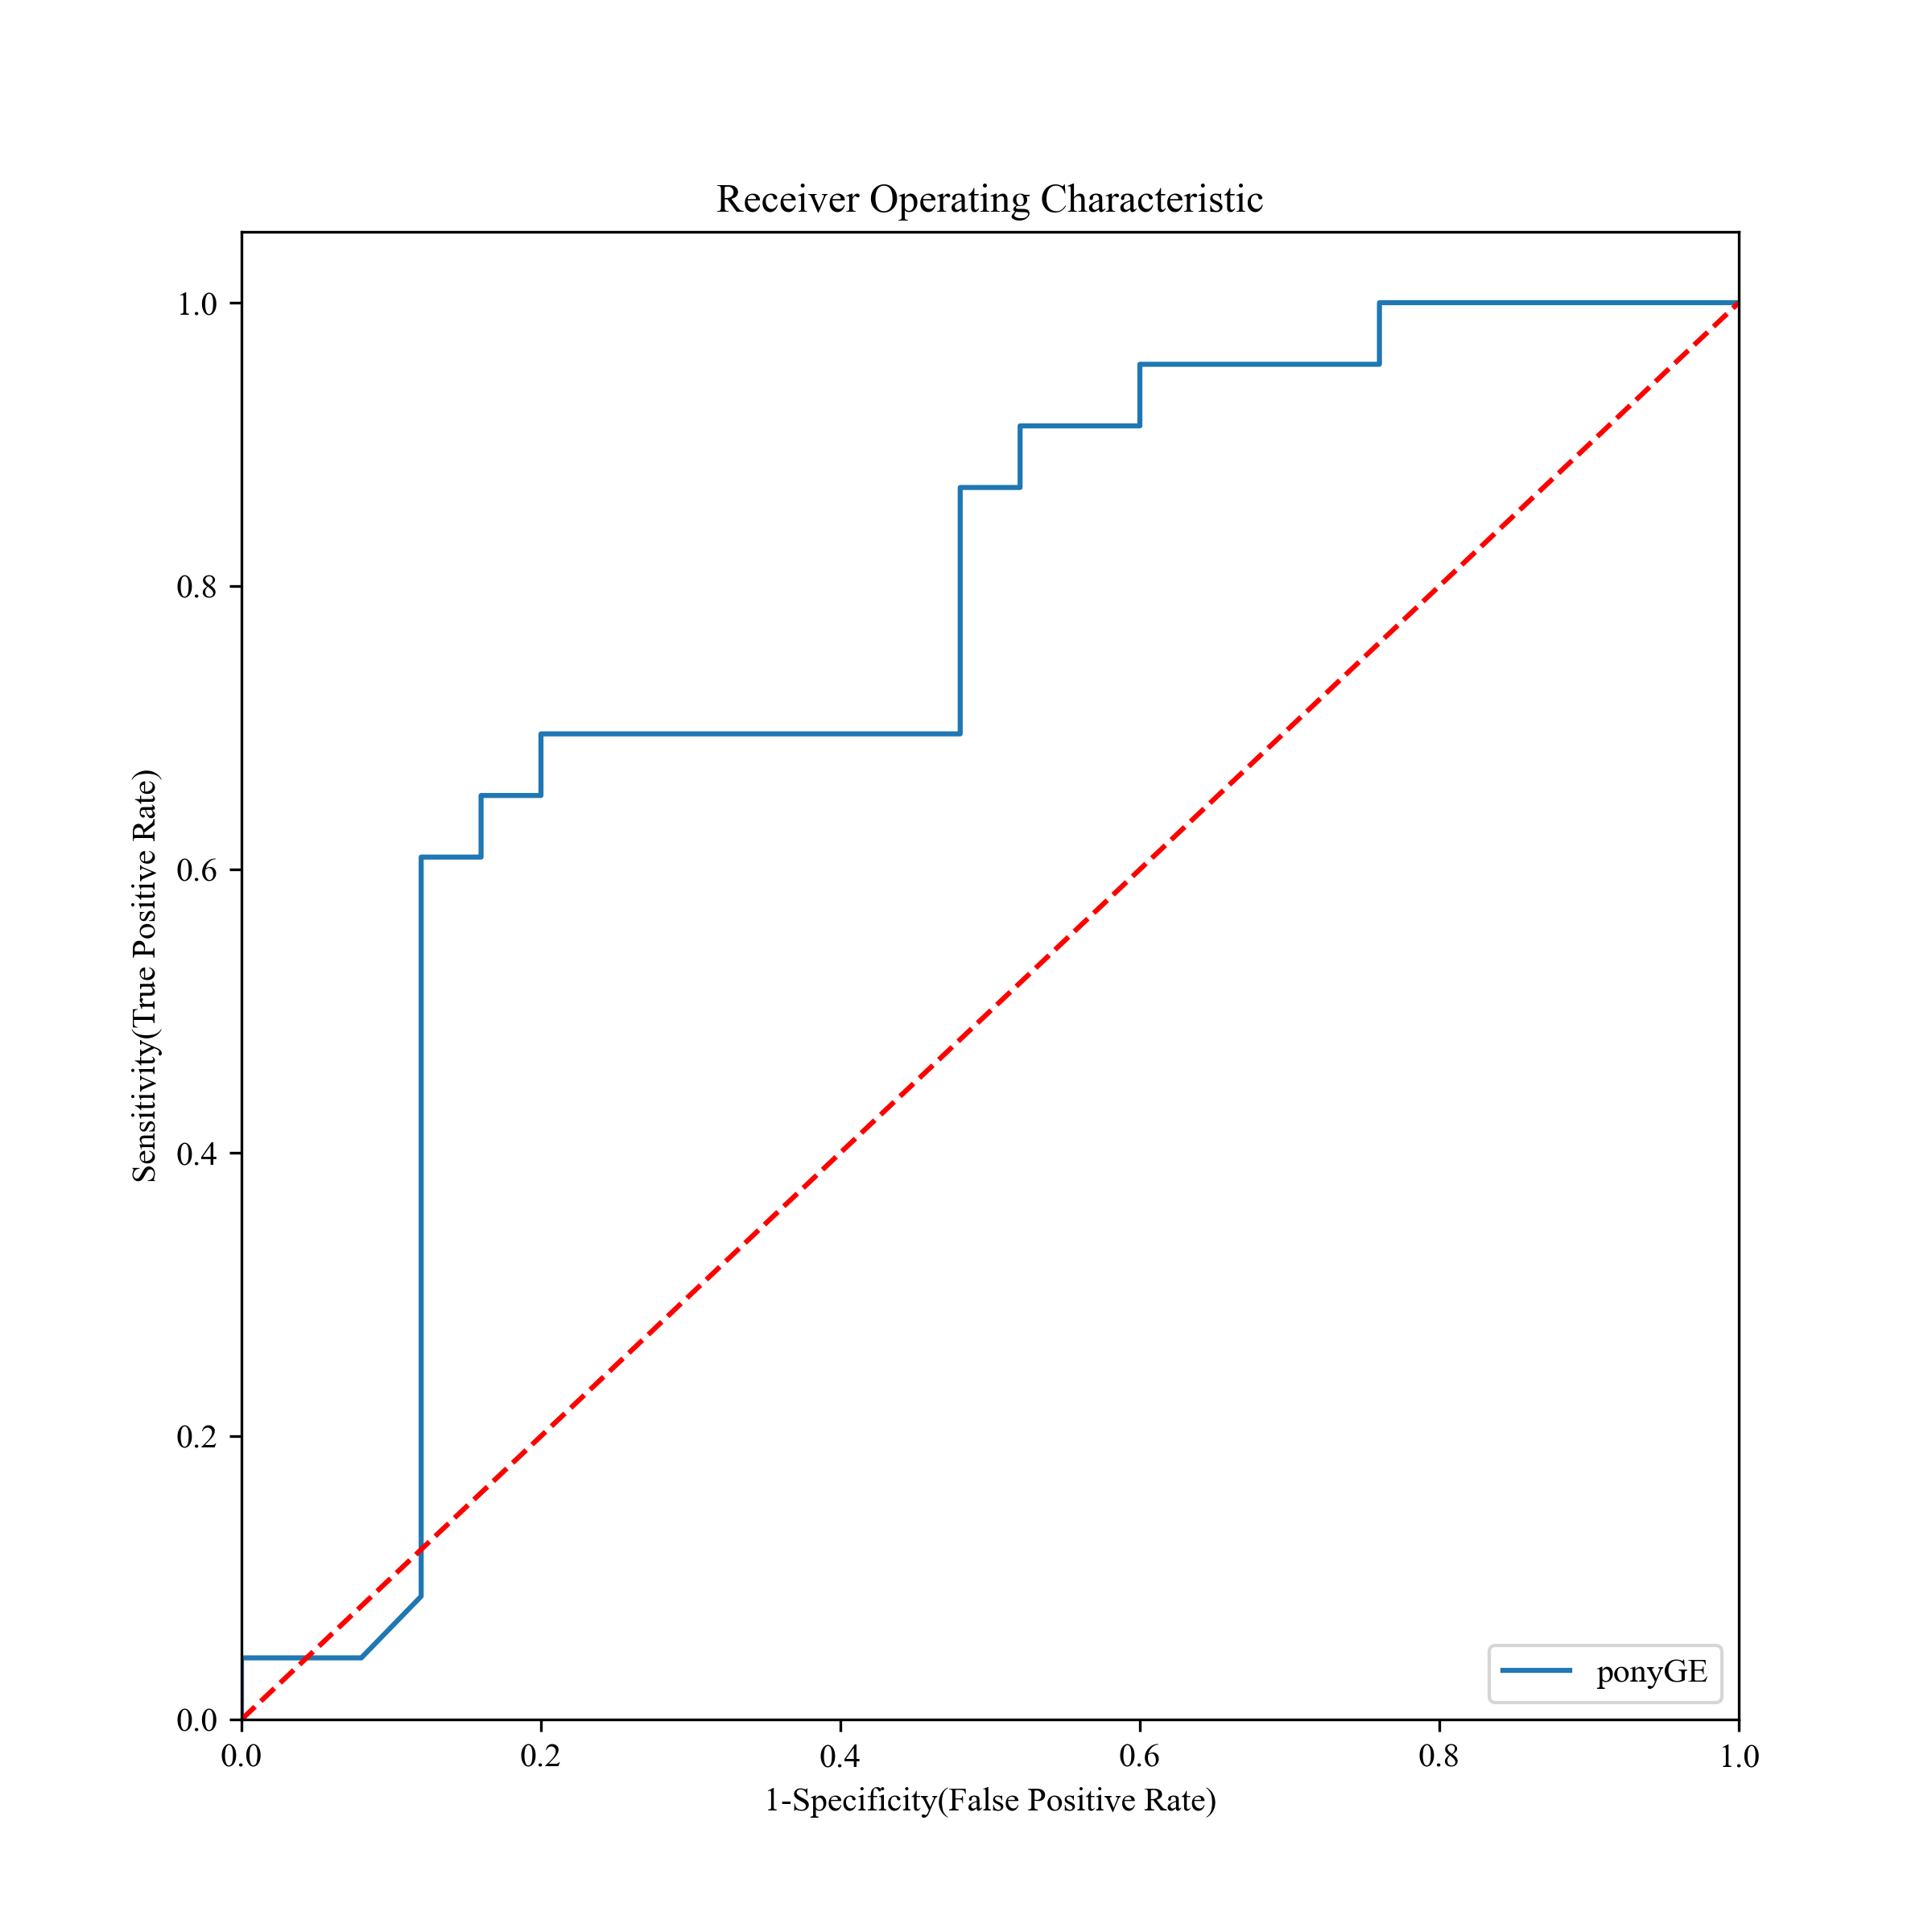 Receiver Operating Characteristic
1.0
0.8
0.6
0.4
0.2
0.0
Sensitivity(True Positive Rate)
ponyGE
0.0 0.2 0.4 0.6 0.8 1.0
1-Specificity(False Positive Rate)